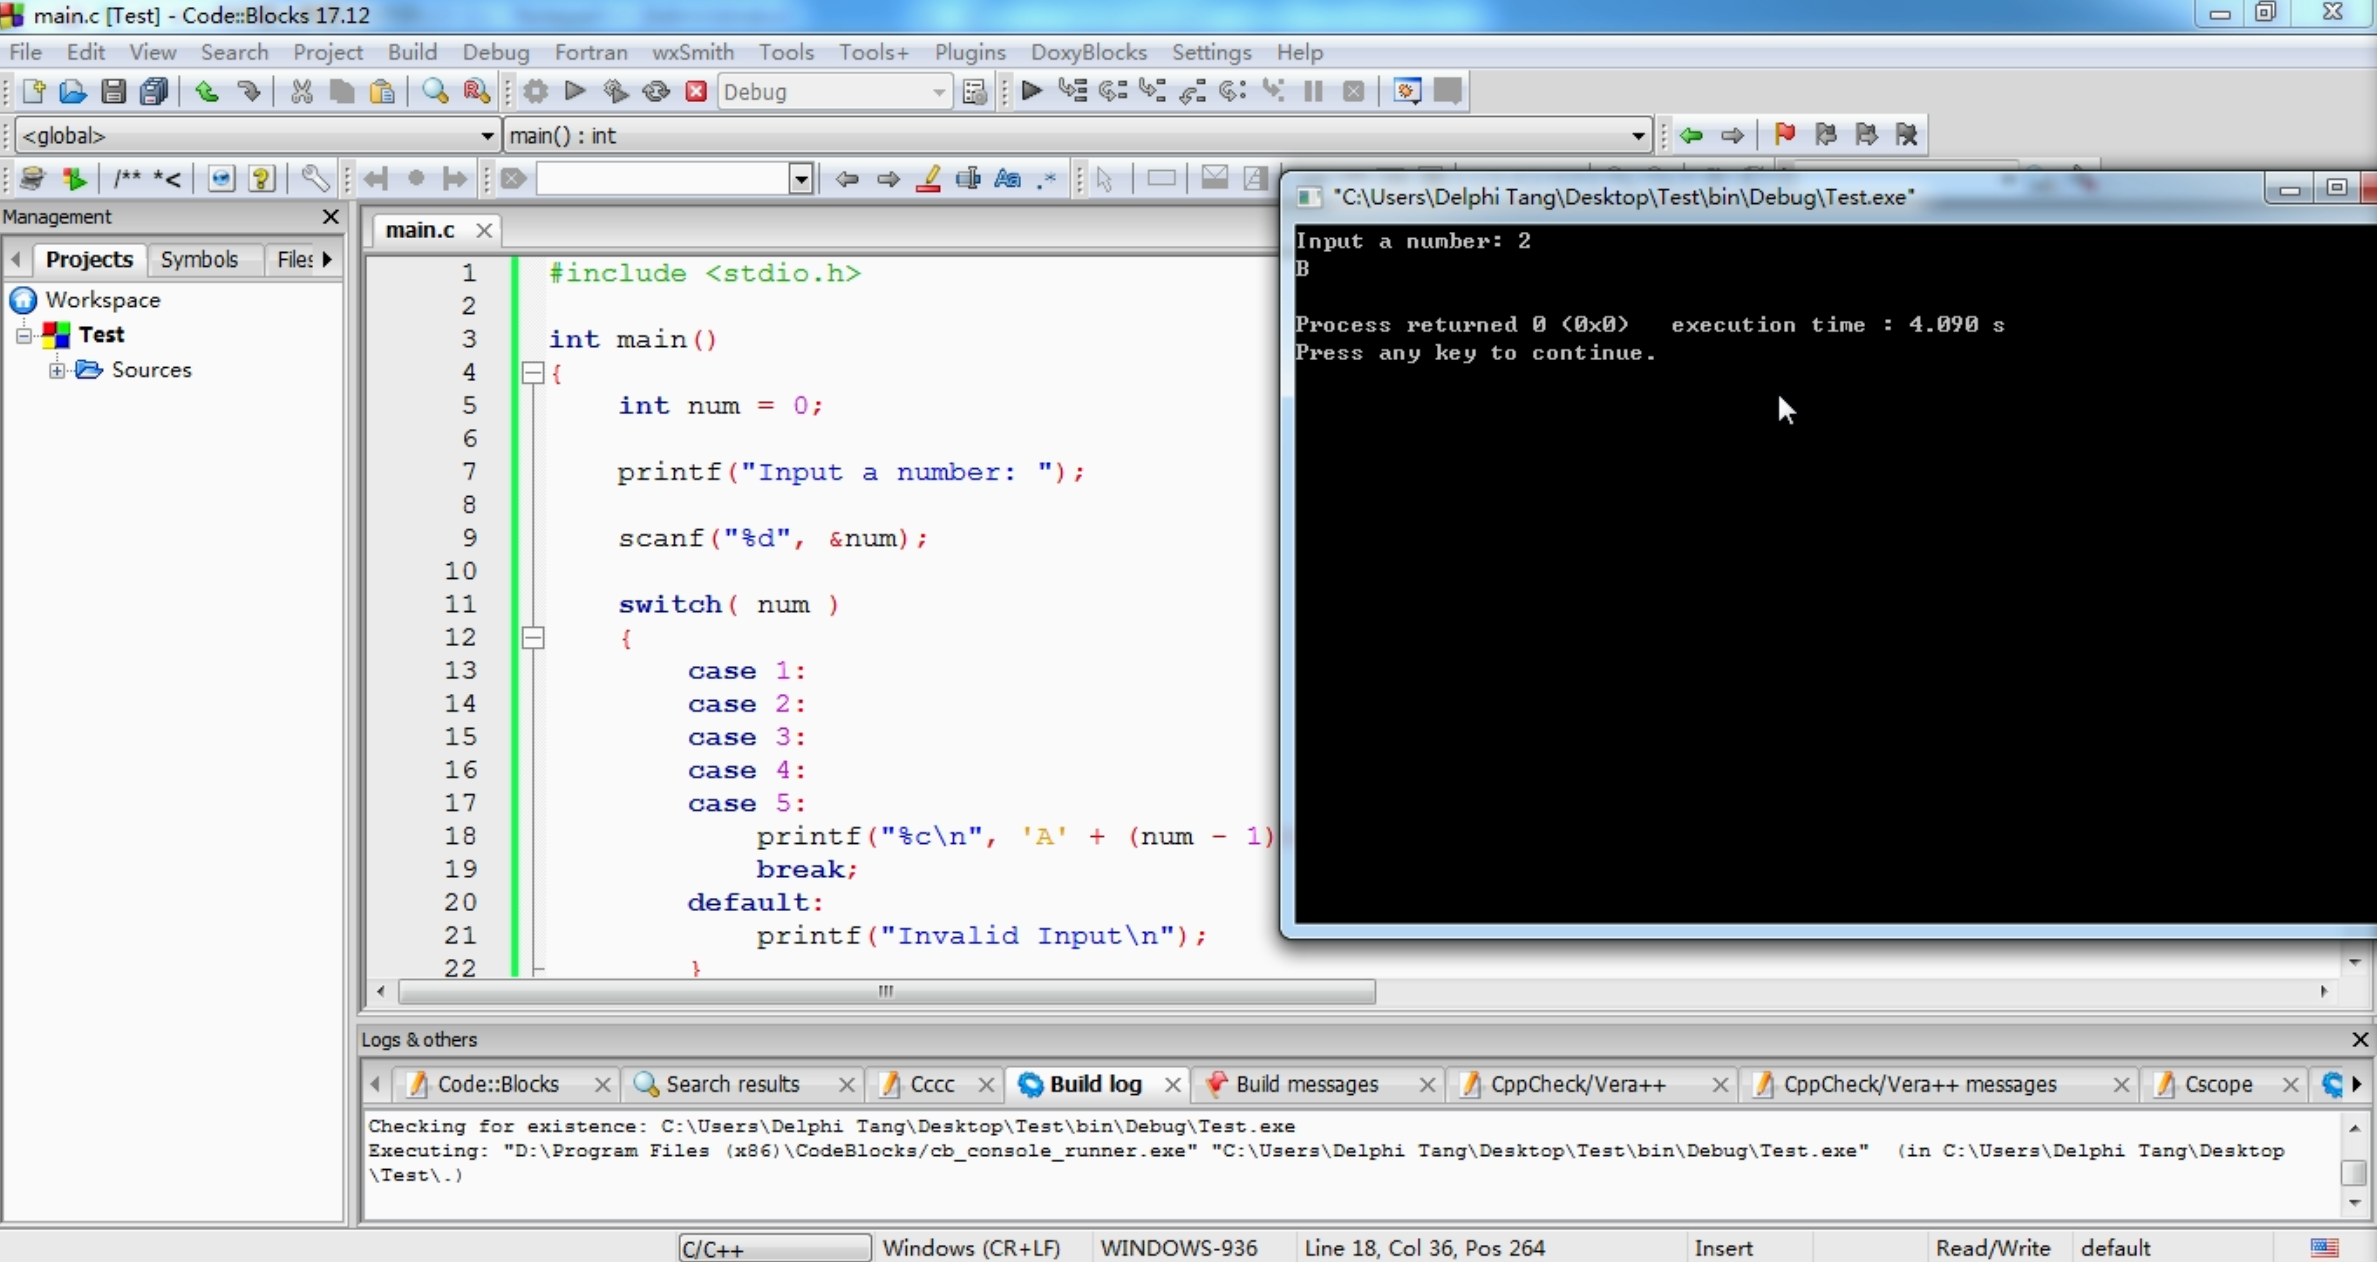 main.c [Test] - Code::Blocks 17.12
File Edit View Search Project Build Debug Fortran wxSmith Tools Tools+ Plugins DoxyBlocks Settings Help
Debug
<global> main() : int
/** *<
Management
Projects Symbols Files
Workspace
Test
Sources
main.c
1 #include <stdio.h>
2
3 int main()
4 {
5 int num = 0;
6
7 printf("Input a number: ");
8
9 scanf("%d", &num);
10
11 switch( num )
12 {
13 case 1:
14 case 2:
15 case 3:
16 case 4:
17 case 5:
18 printf("%c\n", 'A' + (num - 1)
19 break;
20 default:
21 printf("Invalid Input\n");
22 }
"C:\Users\Delphi Tang\Desktop\Test\bin\Debug\Test.exe"
Input a number: 2
B
Process returned 0 (0x0) execution time : 4.090 s
Press any key to continue.
Logs & others
Code::Blocks Search results Cccc Build log Build messages CppCheck/Vera++ CppCheck/Vera++ messages Cscope
Checking for existence: C:\Users\Delphi Tang\Desktop\Test\bin\Debug\Test.exe
Executing: "D:\Program Files (x86)\CodeBlocks/cb_console_runner.exe" "C:\Users\Delphi Tang\Desktop\Test\bin\Debug\Test.exe" (in C:\Users\Delphi Tang\Desktop
\Test\.)
C/C++ Windows (CR+LF) WINDOWS-936 Line 18, Col 36, Pos 264 Insert Read/Write default